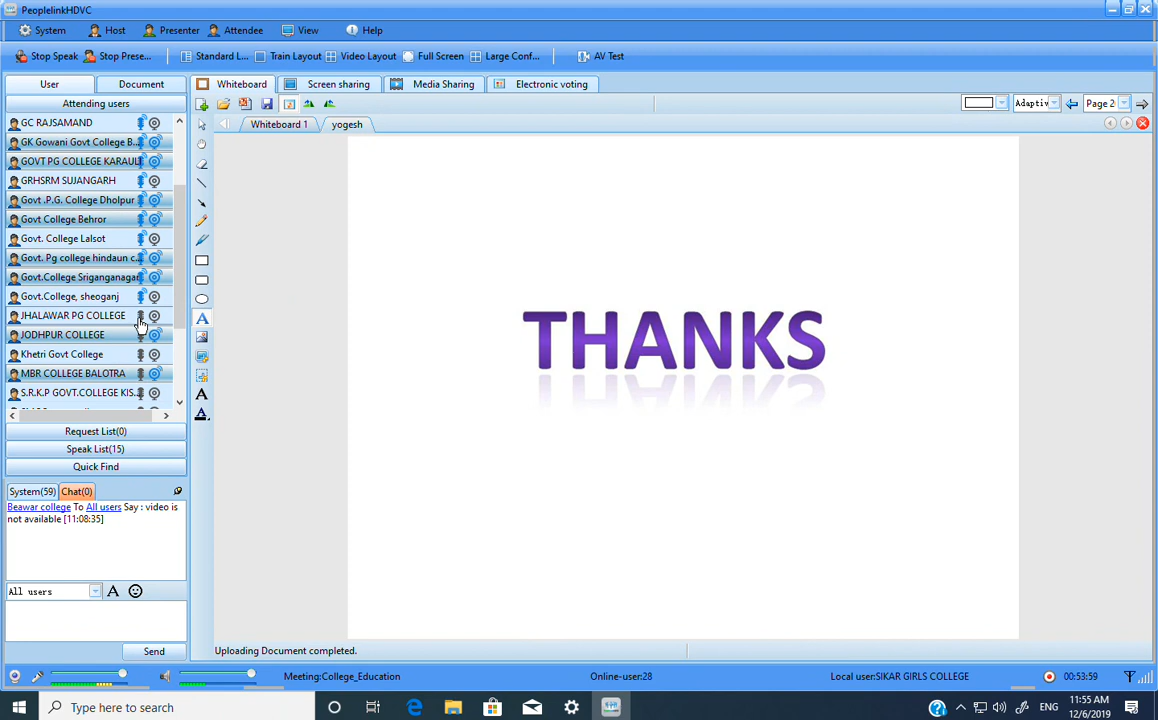 PeoplelinkHDVC
System Host Presenter Attendee View Help
Stop Speak Stop Prese... Standard L... Train Layout Video Layout Full Screen Large Conf... AV Test
User Document Whiteboard Screen sharing Media Sharing Electronic voting
Attending users
Adaptiv Page 2
Whiteboard 1 yogesh
GC RAJSAMAND
GK Gowani Govt College B...
GOVT PG COLLEGE KARAULI
GRHSRM SUJANGARH
Govt .P.G. College Dholpur
Govt College Behror
Govt. College Lalsot
Govt. Pg college hindaun c...
Govt.College Sriganganagar
Govt.College, sheoganj
JHALAWAR PG COLLEGE
JODHPUR COLLEGE
Khetri Govt College
MBR COLLEGE BALOTRA
S.R.K.P GOVT.COLLEGE KIS...
THANKS
Request List(0)
Speak List(15)
Quick Find
System(59) Chat(0)
Beawar college To All users Say : video is
not available [11:08:35]
All users A
Send
Uploading Document completed.
Meeting:College_Education Online-user:28 Local user:SIKAR GIRLS COLLEGE 00:53:59
Type here to search
ENG 11:55 AM
12/6/2019